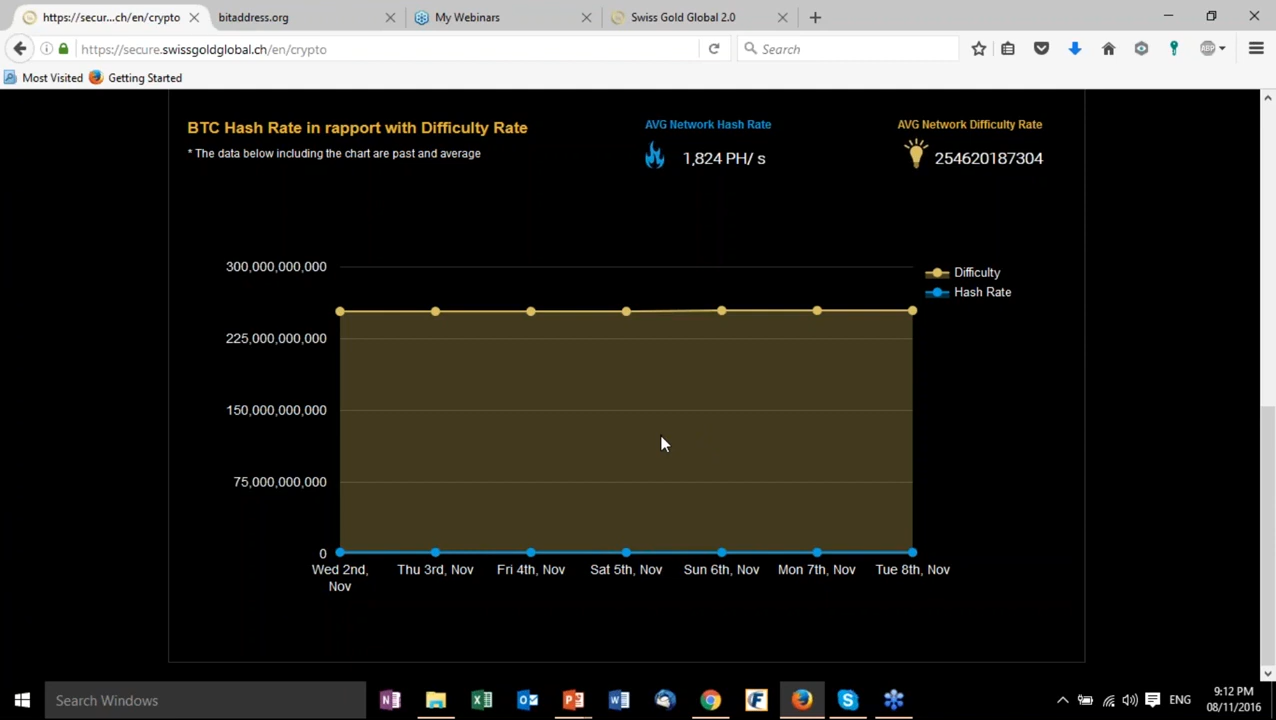 https://secur...ch/en/crypto
bitaddress.org
My Webinars
Swiss Gold Global 2.0
https://secure.swissgoldglobal.ch/en/crypto
Search
ABP
Most Visited
Getting Started
BTC Hash Rate in rapport with Difficulty Rate
* The data below including the chart are past and average
AVG Network Hash Rate
1,824 PH/ s
AVG Network Difficulty Rate
254620187304
300,000,000,000
225,000,000,000
150,000,000,000
75,000,000,000
0
Difficulty
Hash Rate
Wed 2nd,
Nov
Thu 3rd, Nov
Fri 4th, Nov
Sat 5th, Nov
Sun 6th, Nov
Mon 7th, Nov
Tue 8th, Nov
Search Windows
ENG
9:12 PM
08/11/2016